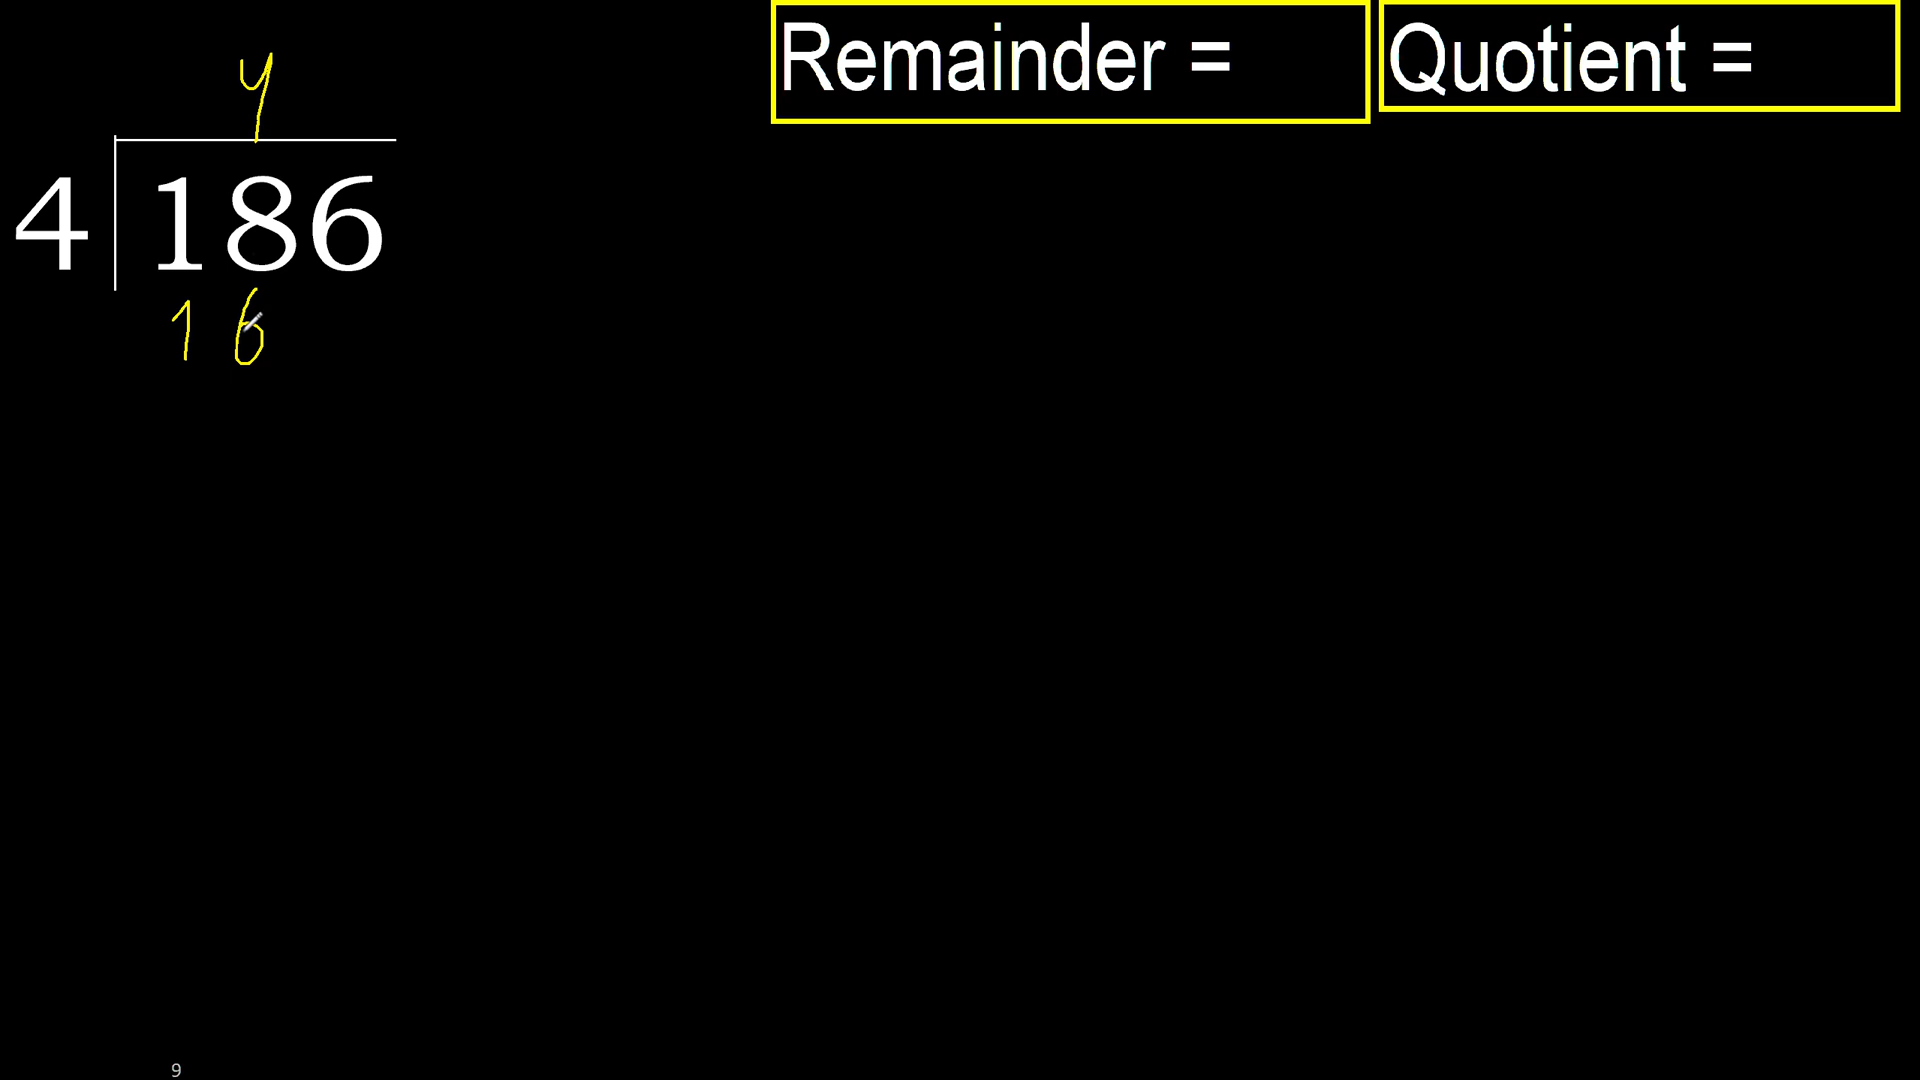 Remainder = Quotient =
4
4 186
16
9